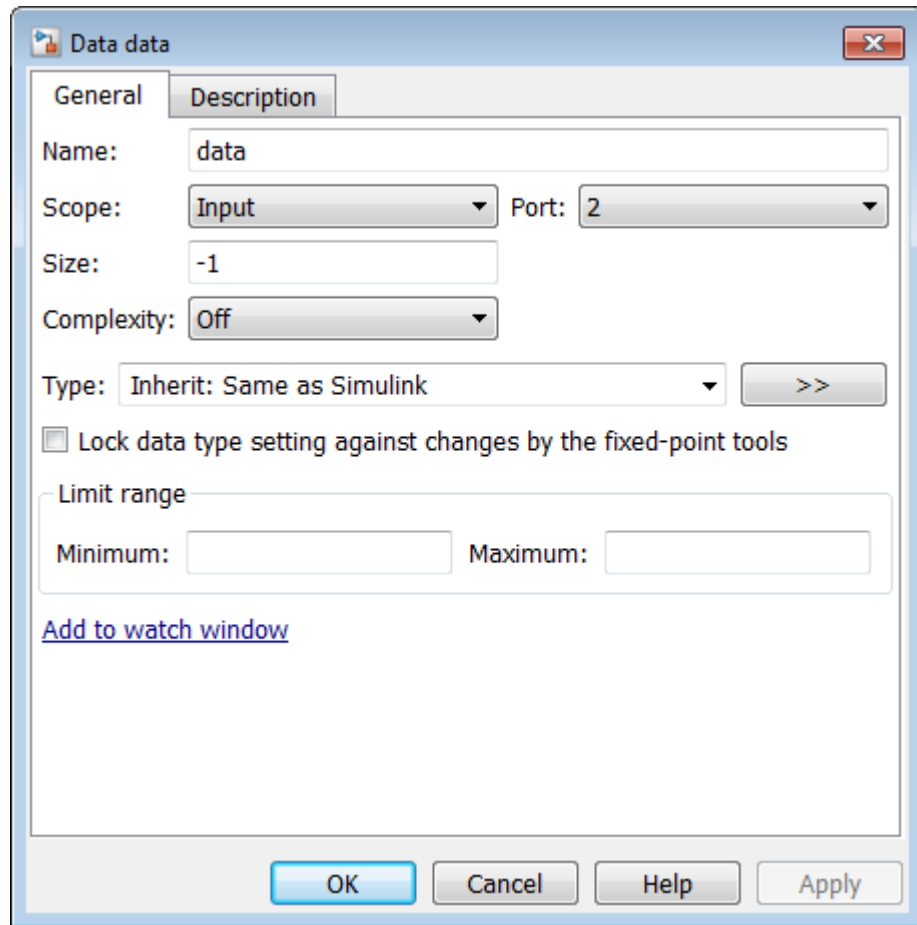 Data data
General Description
Name: data
Scope: Input Port: 2
Size: -1
Complexity: Off
Type: Inherit: Same as Simulink >>
Lock data type setting against changes by the fixed-point tools
Limit range
Minimum: Maximum:
Add to watch window
OK Cancel Help Apply